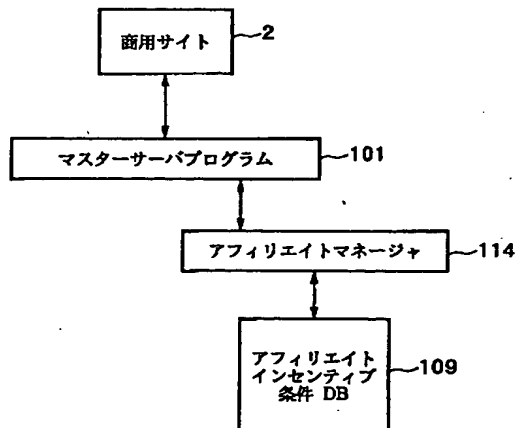 商用サイト
2
マスターサーバプログラム
101
アフィリエイトマネージャ
114
アフィリエイト
インセンティブ
条件 DB
109